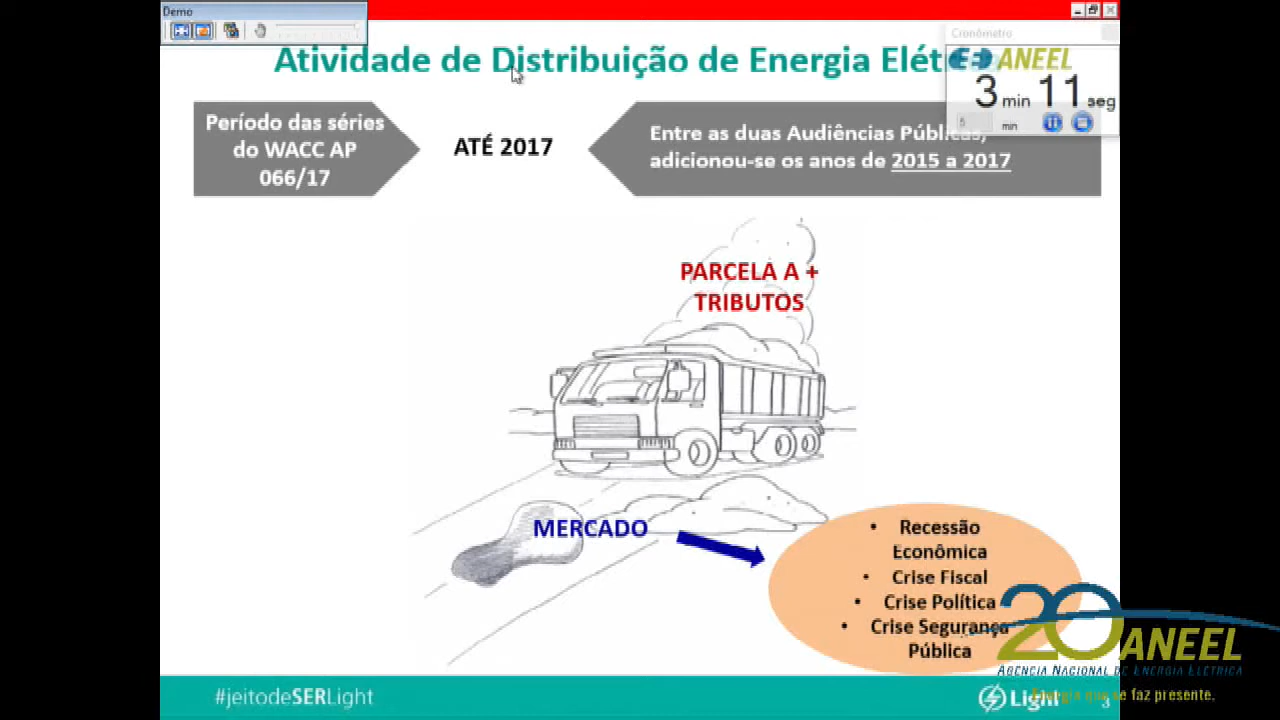 Demo
Cronômetro
ANEEL
3 min 11 seg
min
Atividade de Distribuição de Energia
Período das séries
do WACC AP
066/17
ATÉ 2017
Entre as duas Audiências Públicas,
adicionou-se os anos de 2015 a 2017
PARCELA A +
TRIBUTOS
MERCADO
• Recessão
Econômica
• Crise Fiscal
• Crise Política
• Crise Segurança
Pública
20 ANEEL
AGÊNCIA NACIONAL DE ENERGIA ELÉTRICA
Energia que se faz presente.
#jeitodeSERLight
Light
3